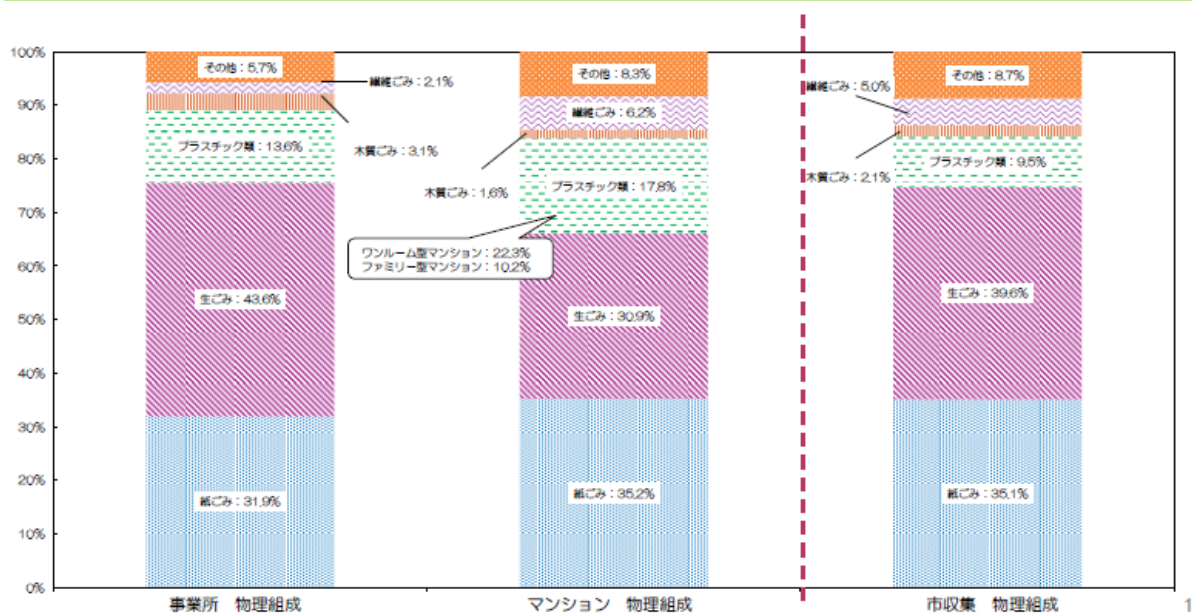 100%
90%
80%
70%
60%
50%
40%
30%
20%
10%
0%
その他：5.7%
繊維ごみ：2.1%
木質ごみ：3.1%
プラスチック類：13.6%
生ごみ：43.6%
紙ごみ：31.9%
事業所　物理組成
その他：8.3%
繊維ごみ：6.2%
木質ごみ：1.6%
プラスチック類：17.8%
ワンルーム型マンション：22.3%
ファミリー型マンション：10.2%
生ごみ：30.9%
紙ごみ：35.2%
マンション　物理組成
その他：8.7%
繊維ごみ：5.0%
木質ごみ：2.1%
プラスチック類：9.5%
生ごみ：39.6%
紙ごみ：35.1%
市収集　物理組成
1